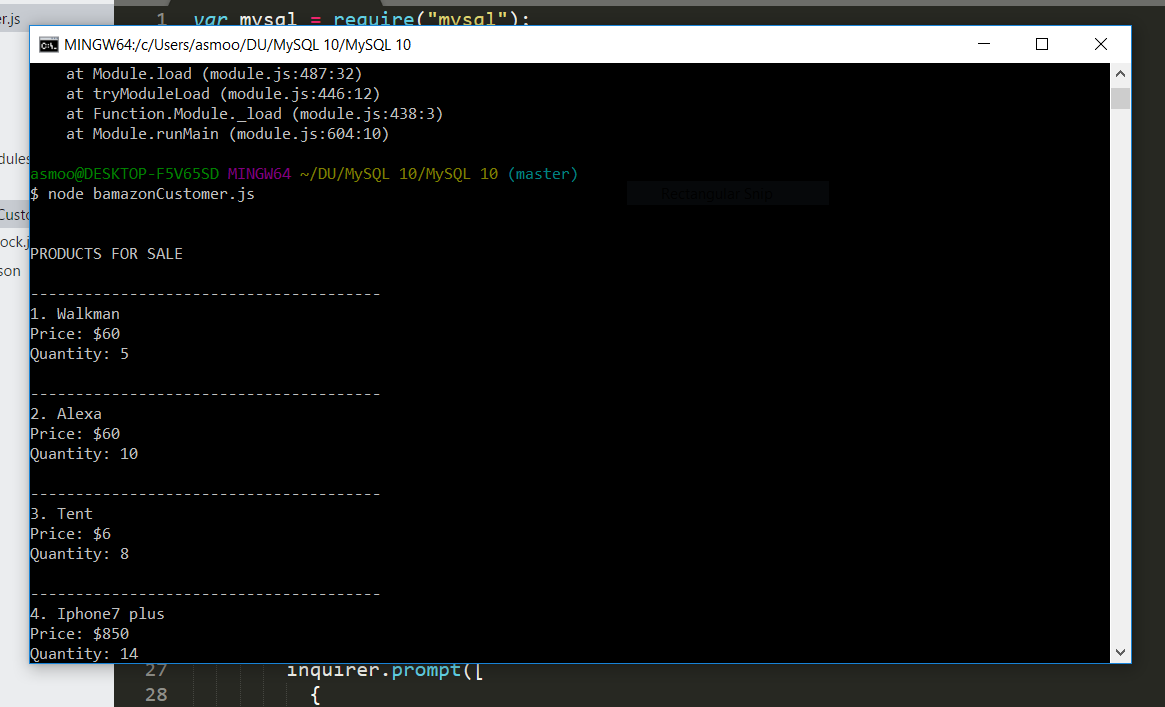 er.js
1 var mysql = require("mysql");
MINGW64:/c/Users/asmoo/DU/MySQL 10/MySQL 10
at Module.load (module.js:487:32)
at tryModuleLoad (module.js:446:12)
at Function.Module._load (module.js:438:3)
at Module.runMain (module.js:604:10)
dules
asmoo@DESKTOP-F5V65SD MINGW64 ~/DU/MySQL 10/MySQL 10 (master)
$ node bamazonCustomer.js
Rectangular Snip
Custo
ock.j
PRODUCTS FOR SALE
son
---------------------------------------
1. Walkman
Price: $60
Quantity: 5
---------------------------------------
2. Alexa
Price: $60
Quantity: 10
---------------------------------------
3. Tent
Price: $6
Quantity: 8
---------------------------------------
4. Iphone7 plus
Price: $850
Quantity: 14
27 inquirer.prompt([
28 {